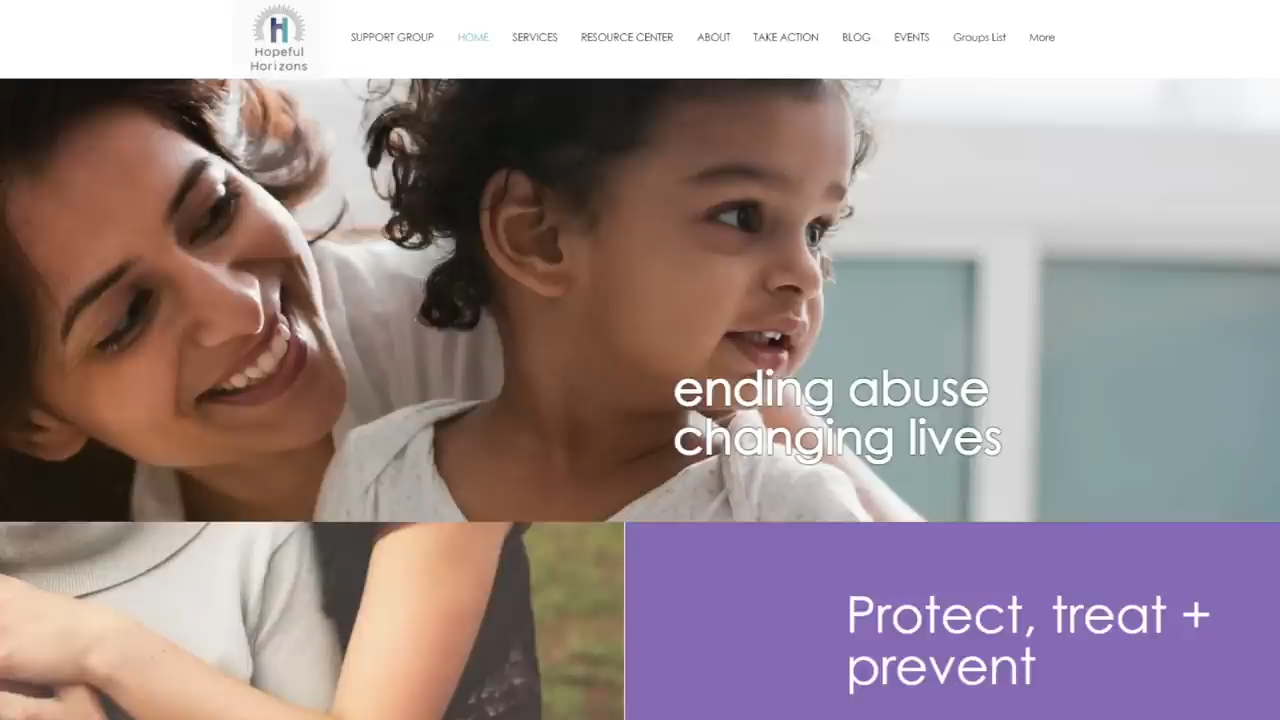 Hopeful
Horizons
SUPPORT GROUP HOME SERVICES RESOURCE CENTER ABOUT TAKE ACTION BLOG EVENTS Groups List More
ending abuse
changing lives
Protect, treat +
prevent